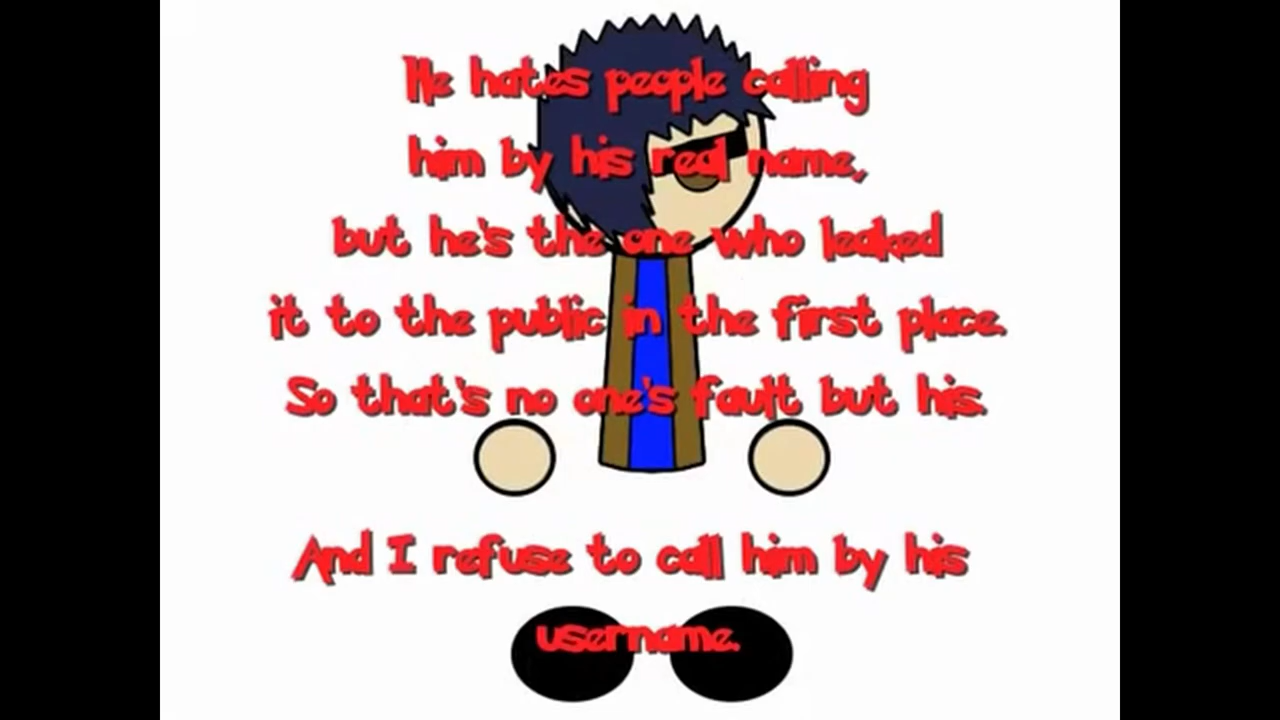 He hates people calling
him by his real name,
but he's the one who leaked
it to the public in the first place.
So that's no one's fault but his.
And I refuse to call him by his
username.